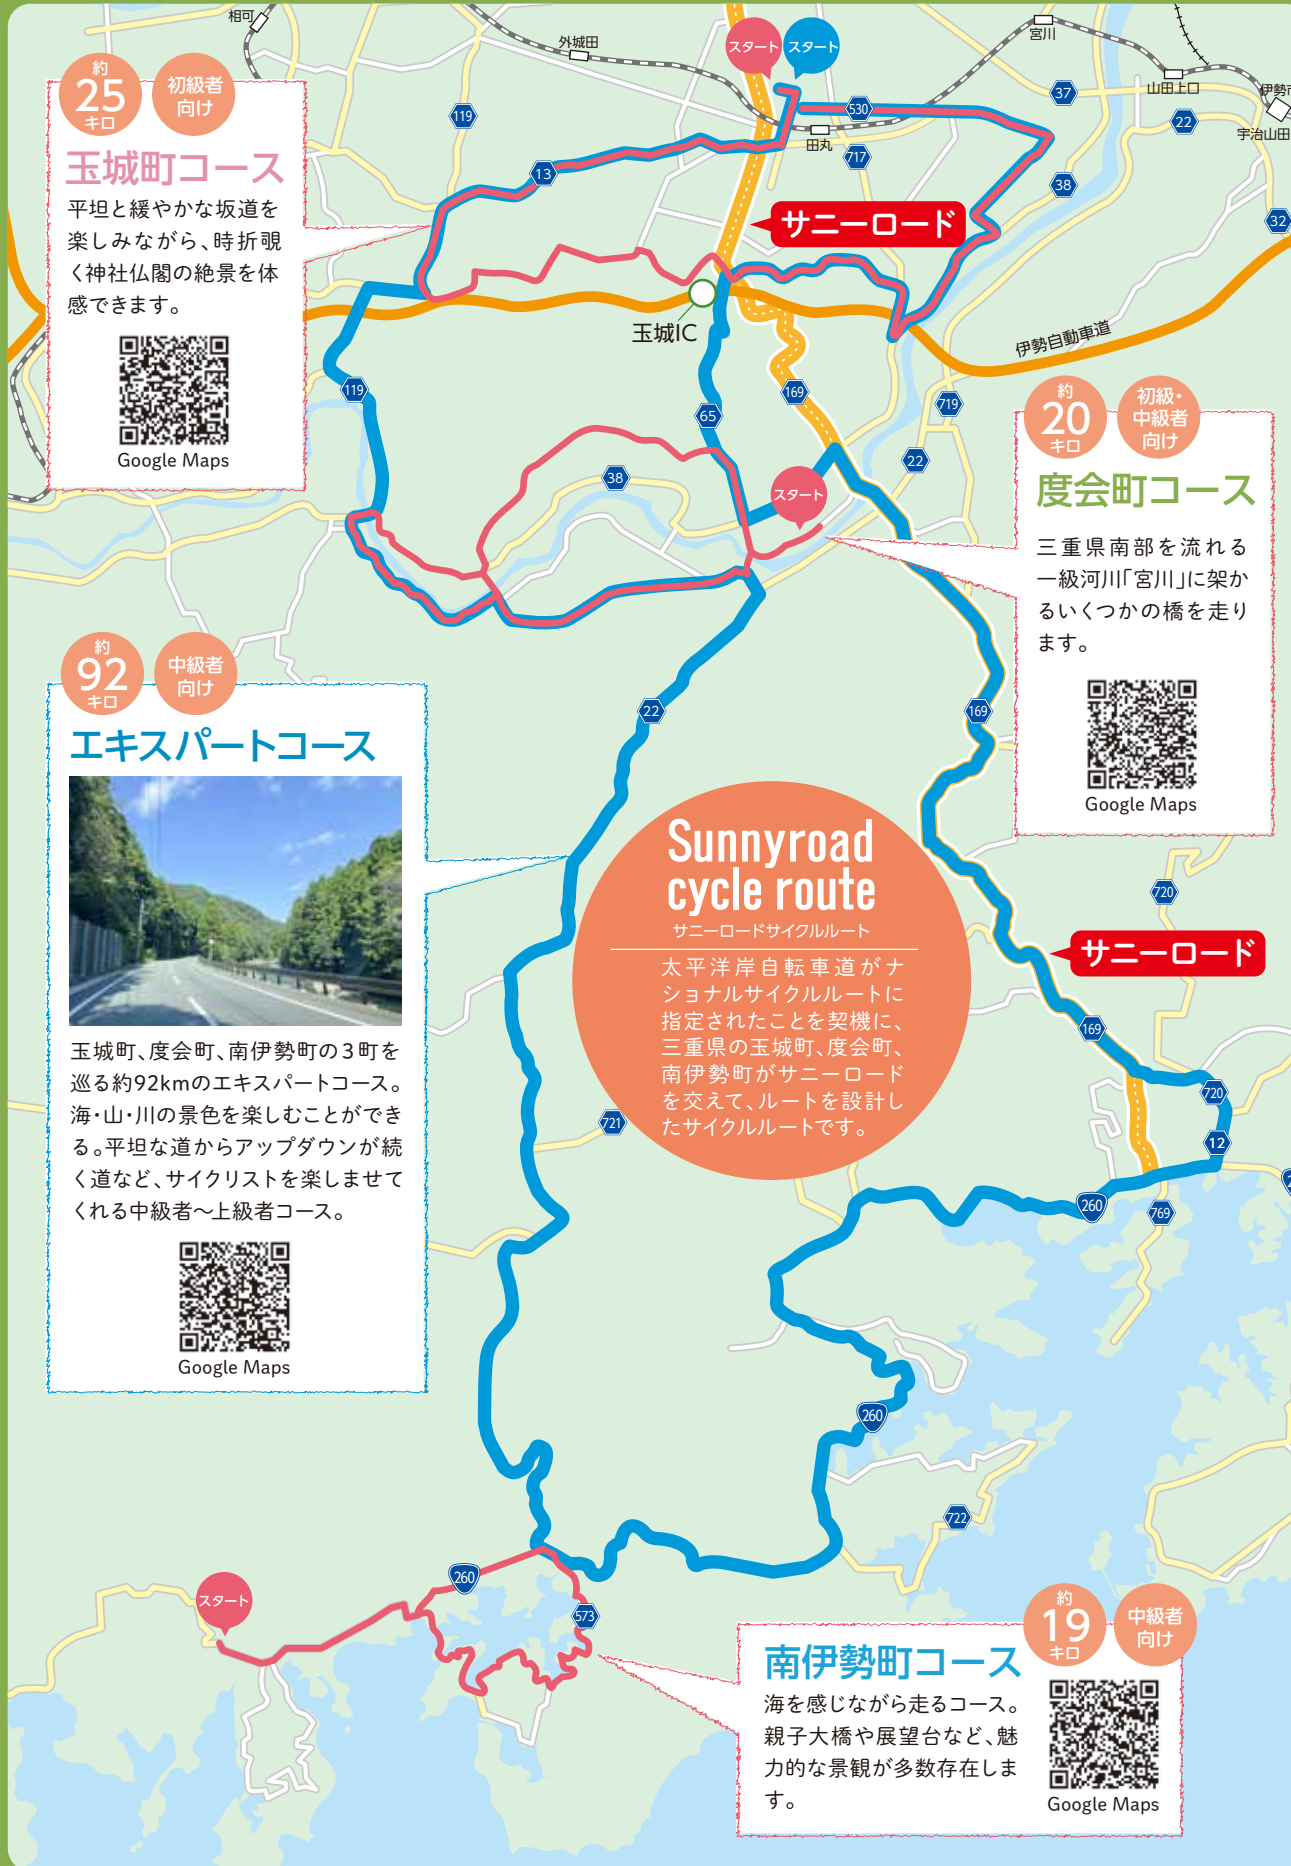 相可
外城田
スタート
スタート
宮川
山田上口
宇治山田
田丸
119
13
530
717
37
22
38
32
サニーロード
玉城IC
伊勢自動車道
約
25
キロ
初級者
向け
玉城町コース
平坦と緩やかな坂道を
楽しみながら、時折覗
く神社仏閣の絶景を体
感できます。
Google Maps
119
65
169
719
22
38
スタート
約
20
キロ
初級・
中級者
向け
度会町コース
三重県南部を流れる
一級河川「宮川」に架か
るいくつかの橋を走り
ます。
Google Maps
約
92
キロ
中級者
向け
エキスパートコース
玉城町、度会町、南伊勢町の3町を
巡る約92kmのエキスパートコース。
海・山・川の景色を楽しむことができ
る。平坦な道からアップダウンが続
く道など、サイクリストを楽しませて
くれる中級者〜上級者コース。
Google Maps
22
169
Sunnyroad
cycle route
サニーロードサイクルルート
太平洋岸自転車道がナ
ショナルサイクルルートに
指定されたことを契機に、
三重県の玉城町、度会町、
南伊勢町がサニーロード
を交えて、ルートを設計し
たサイクルルートです。
720
サニーロード
169
720
12
721
260
769
260
722
260
573
スタート
約
19
キロ
中級者
向け
南伊勢町コース
海を感じながら走るコース。
親子大橋や展望台など、魅
力的な景観が多数存在しま
す。
Google Maps